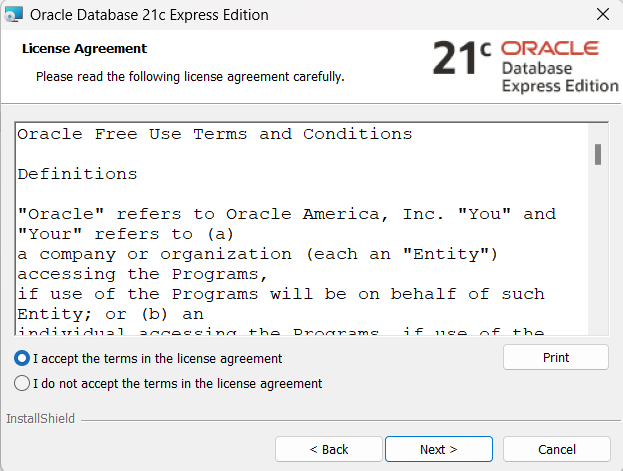 Oracle Database 21c Express Edition
License Agreement
Please read the following license agreement carefully.
21c ORACLE
Database
Express Edition
Oracle Free Use Terms and Conditions
Definitions
"Oracle" refers to Oracle America, Inc. "You" and
"Your" refers to (a)
a company or organization (each an "Entity")
accessing the Programs,
if use of the Programs will be on behalf of such
Entity; or (b) an
individual accessing the Programs, if use of the
I accept the terms in the license agreement
Print
I do not accept the terms in the license agreement
InstallShield
< Back
Next >
Cancel